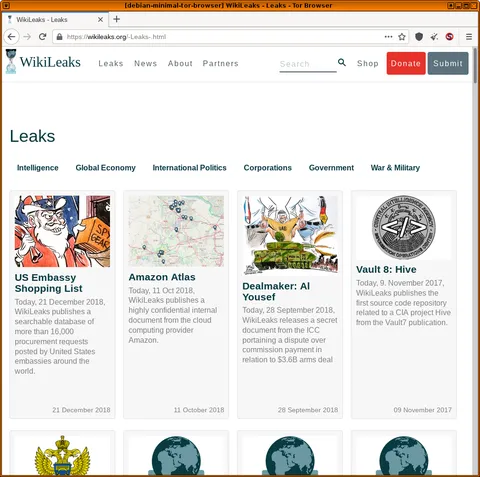 [debian-minimal-tor-browser] WikiLeaks - Leaks - Tor Browser
WikiLeaks - Leaks
https://wikileaks.org/-Leaks-.html
WikiLeaks
Leaks News About Partners Search Shop Donate Submit
Leaks
Intelligence Global Economy International Politics Corporations Government War & Military
SPY GEAR
US Embassy
Shopping List
Today, 21 December 2018,
WikiLeaks publishes a
searchable database of
more than 16,000
procurement requests
posted by United States
embassies around the
world.
21 December 2018
Amazon Atlas
Today, 11 Oct 2018,
WikiLeaks publishes a
highly confidential internal
document from the cloud
computing provider
Amazon.
11 October 2018
Dealmaker: Al
Yousef
Today, 28 September 2018,
WikiLeaks releases a secret
document from the ICC
portaining a dispute over
commission payment in
relation to $3.6B arms deal
28 September 2018
Vault 8: Hive
Today, 9. November 2017,
WikiLeaks publishes the
first source code repository
related to a CIA project Hive
from the Vault7 publication.
09 November 2017